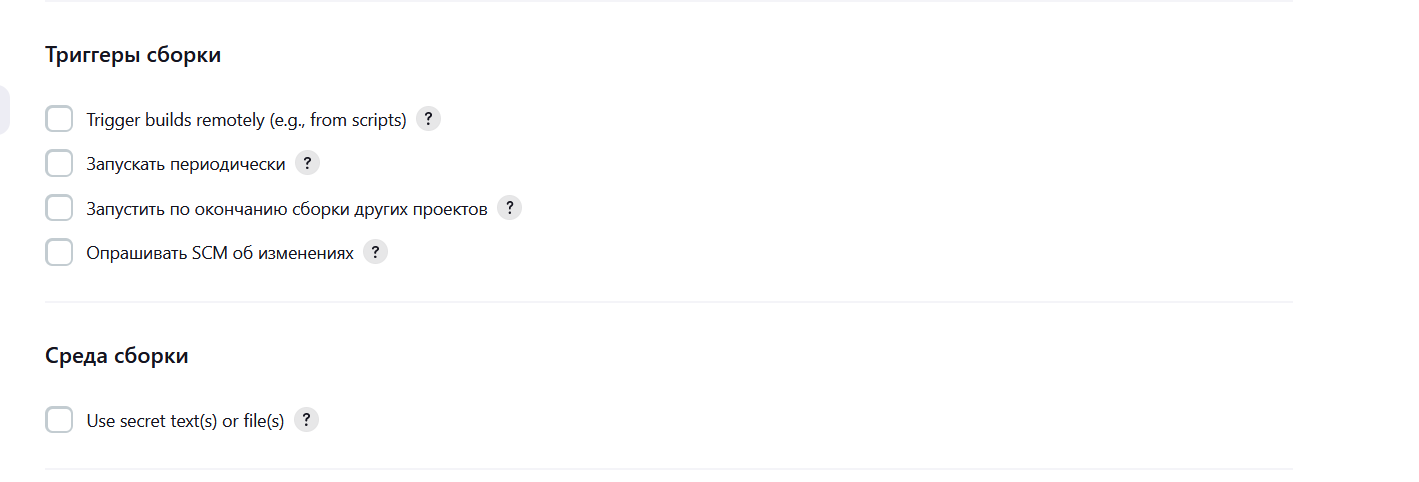 Триггеры сборки
Trigger builds remotely (e.g., from scripts) ?
Запускать периодически ?
Запустить по окончанию сборки других проектов ?
Опрашивать SCM об изменениях ?
Среда сборки
Use secret text(s) or file(s) ?